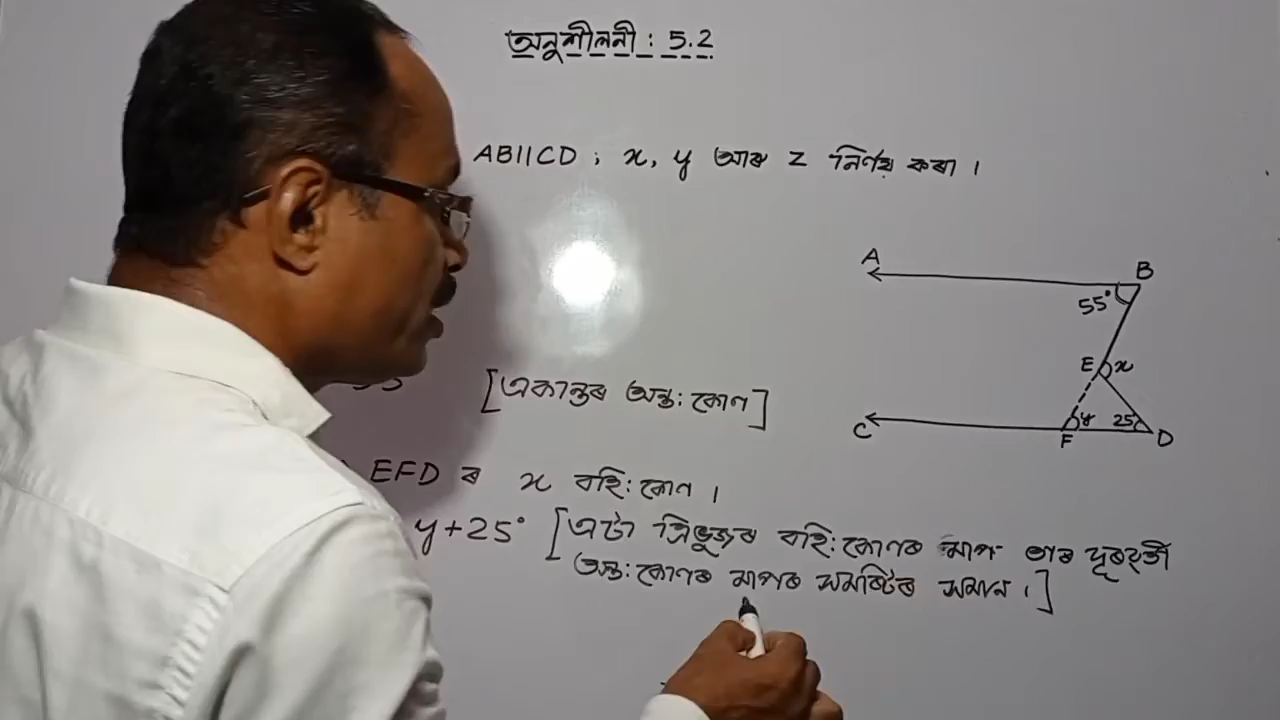 অনুশীলনী : 5.2
AB||CD ; x, y আৰু z নিৰ্ণয় কৰা ।
A
B
55°
E x
C
F
y
25
D
55 [একান্তৰ অন্তঃকোণ]
EFD ৰ x বহিঃকোণ ।
y+25° [এটা ত্ৰিভুজৰ বহিঃকোণৰ মাপ তাৰ দূৰৱৰ্তী
অন্তঃকোণৰ মাপৰ সমষ্টিৰ সমান ।]